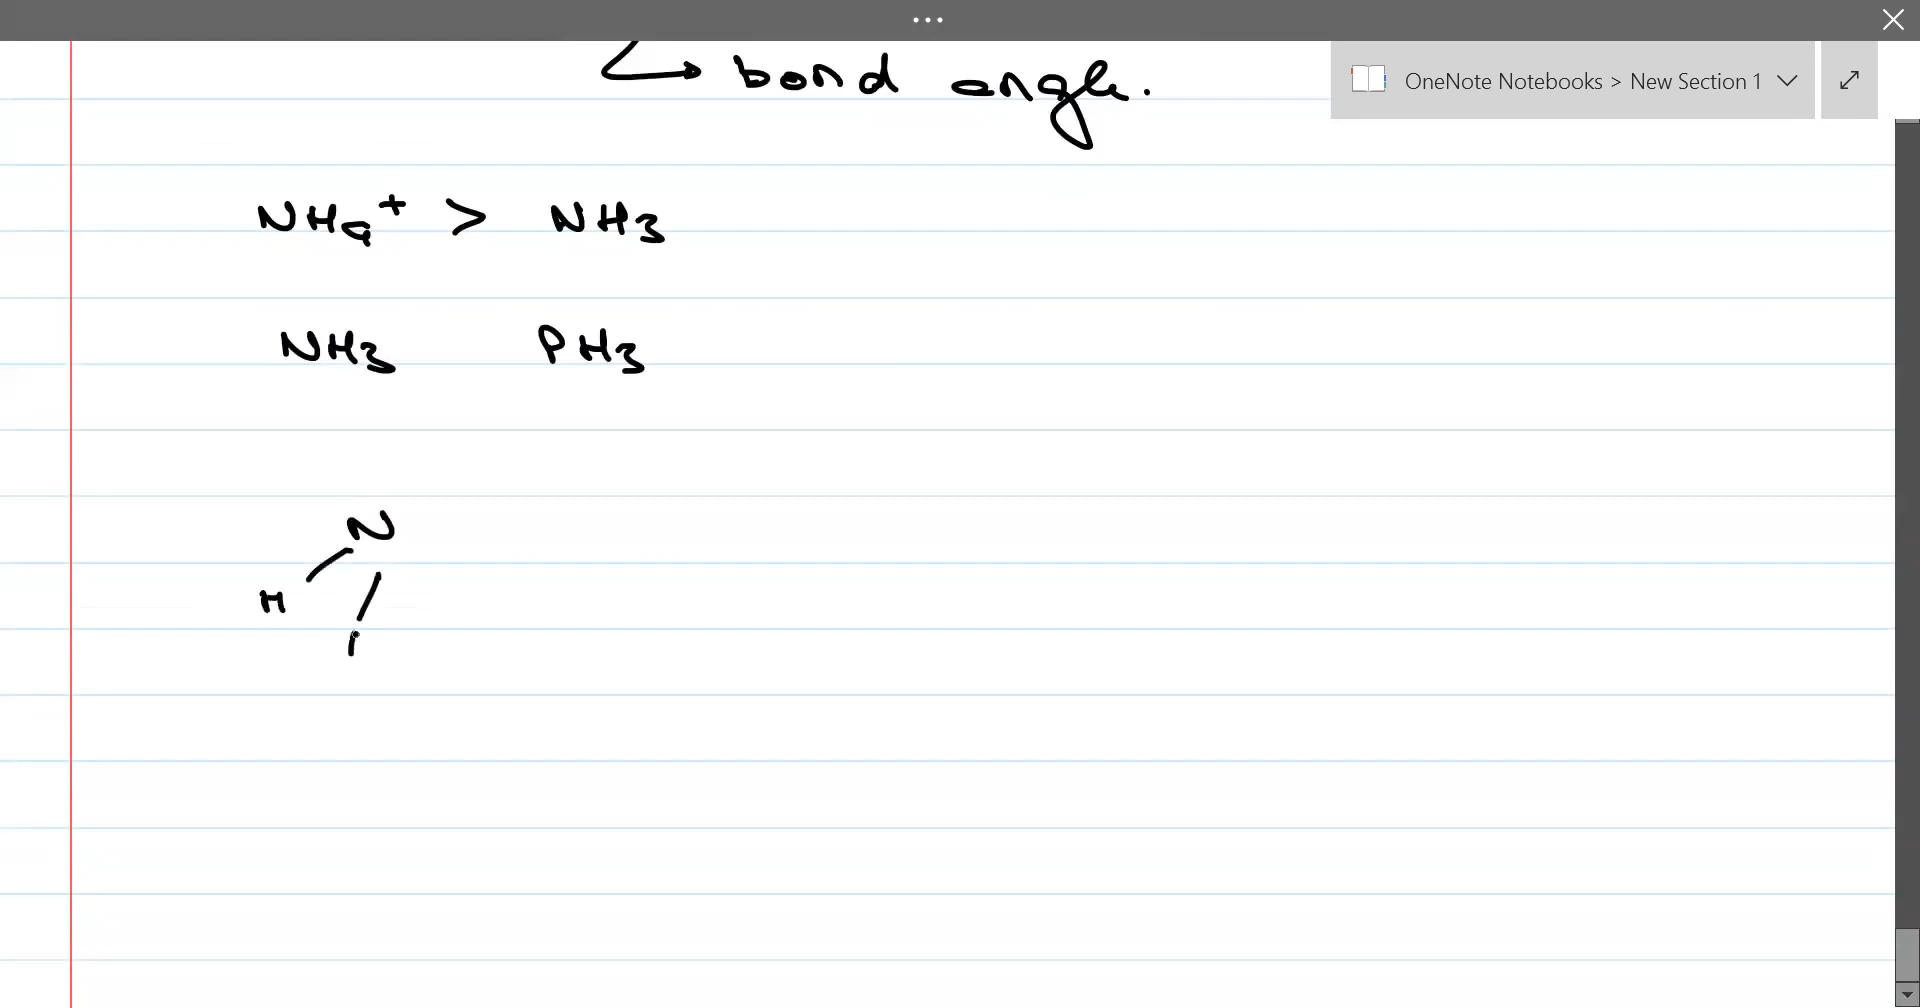 ...
OneNote Notebooks > New Section 1
bond angle.
NH₄⁺ > NH₃
NH₃ PH₃
N
H